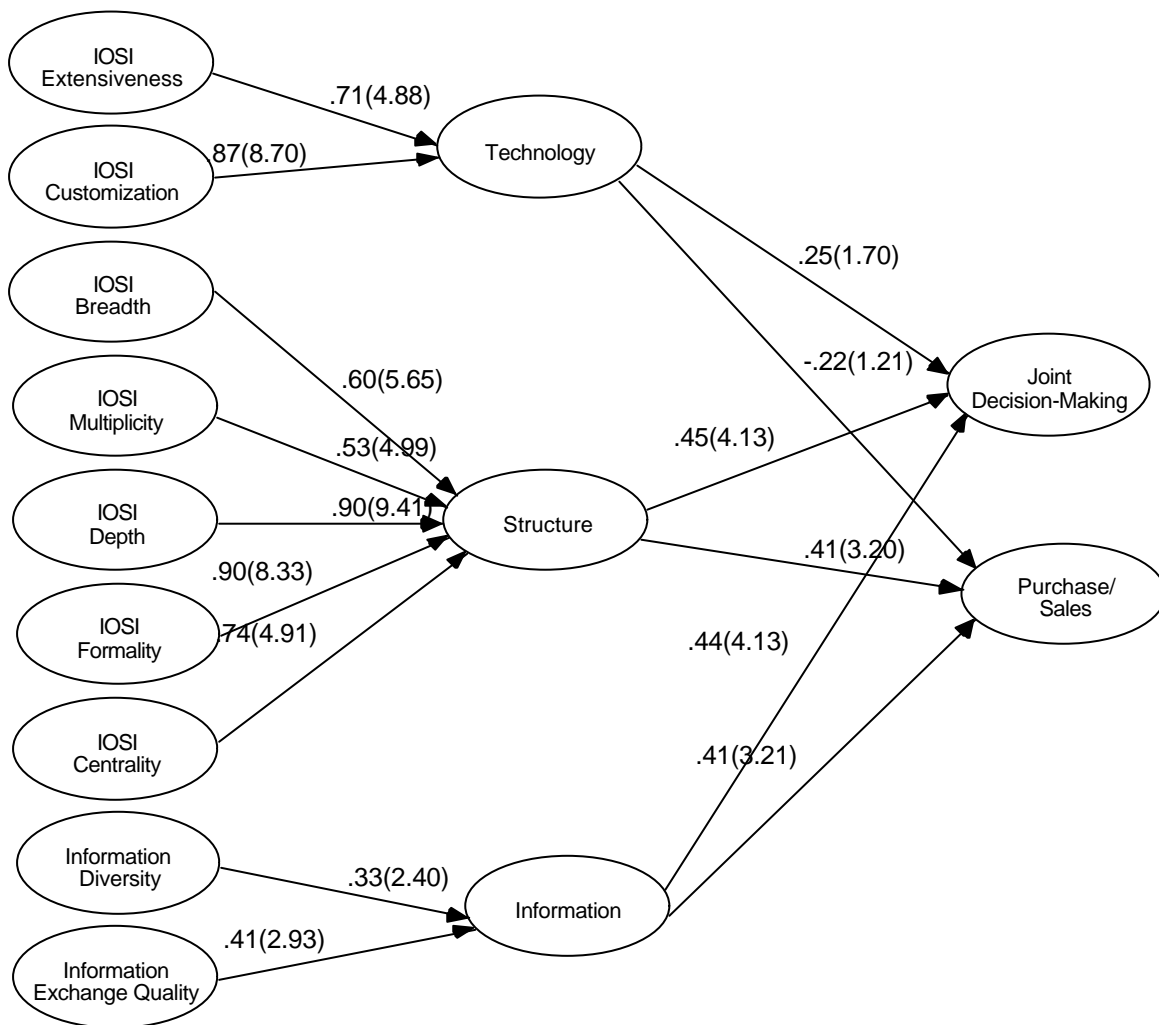 IOSI
Extensiveness
.71(4.88)
IOSI
Customization
.87(8.70)
Technology
IOSI
Breadth
.25(1.70)
-.22(1.21)
IOSI
Multiplicity
.60(5.65)
Joint
Decision-Making
.53(4.99)
.45(4.13)
IOSI
Depth
.90(9.41)
Structure
.41(3.20)
.90(8.33)
Purchase/
Sales
IOSI
Formality
.74(4.91)
.44(4.13)
IOSI
Centrality
.41(3.21)
Information
Diversity
.33(2.40)
Information
.41(2.93)
Information
Exchange Quality